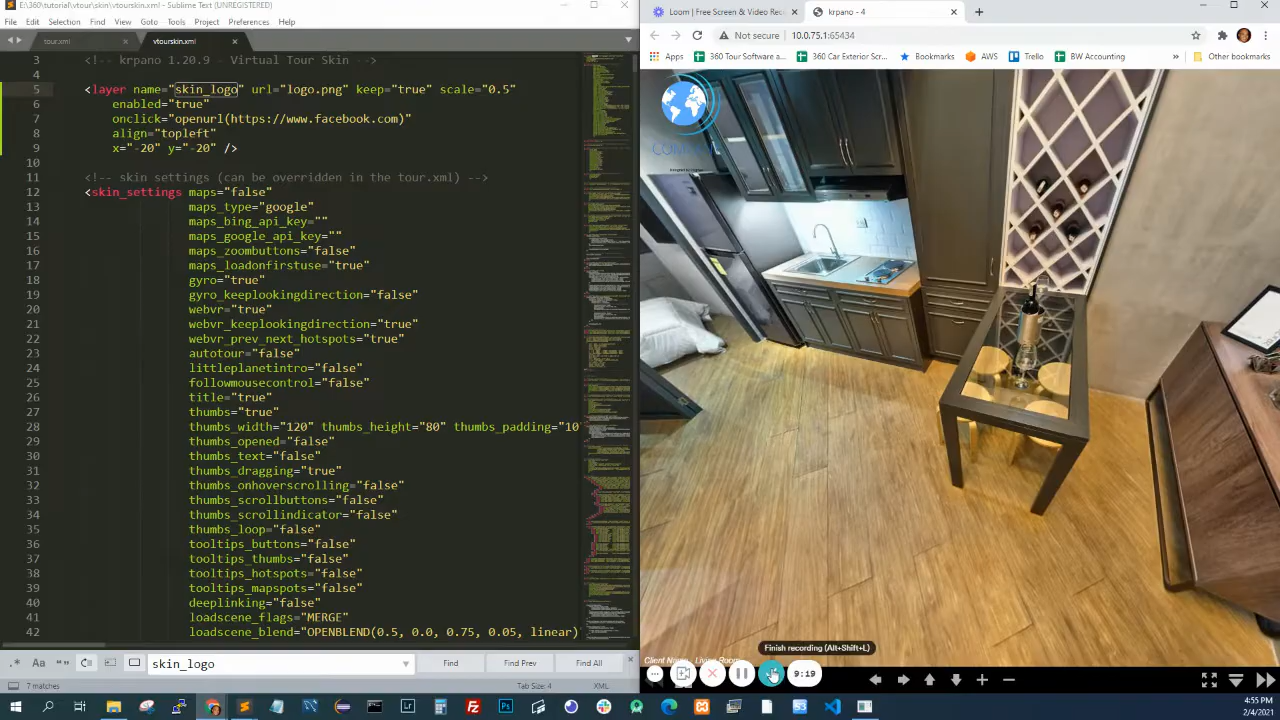 E:\360\tutorial\vtour\skin\vtourskin.xml - Sublime Text (UNREGISTERED)
File Edit Selection Find View Goto Tools Project Preferences Help
tour.xml vtourskin.xml
3 <!-- krpano 1.20.9 - Virtual Tour Skin -->
4
5 <layer name="skin_logo" url="logo.png" keep="true" scale="0.5"
6 enabled="true"
7 onclick="openurl(https://www.facebook.com)"
8 align="topleft"
9 x="-20" y="-20" />
10
11 <!-- skin settings (can be overridden in the tour.xml) -->
12 <skin_settings maps="false"
13 maps_type="google"
14 maps_bing_api_key=""
15 maps_google_api_key=""
16 maps_zoombuttons="false"
17 maps_loadonfirstuse="true"
18 gyro="true"
19 gyro_keeplookingdirection="false"
20 webvr="true"
21 webvr_keeplookingdirection="true"
22 webvr_prev_next_hotspots="true"
23 autotour="false"
24 littleplanetintro="false"
25 followmousecontrol="false"
26 title="true"
27 thumbs="true"
28 thumbs_width="120" thumbs_height="80" thumbs_padding="10
29 thumbs_opened="false"
30 thumbs_text="false"
31 thumbs_dragging="true"
32 thumbs_onhoverscrolling="false"
33 thumbs_scrollbuttons="false"
34 thumbs_scrollindicator="false"
35 thumbs_loop="false"
36 tooltips_buttons="false"
37 tooltips_thumbs="false"
38 tooltips_hotspots="false"
39 tooltips_mapspots="false"
40 deeplinking="false"
41 loadscene_flags="MERGE"
42 loadscene_blend="OPENBLEND(0.5, 0.0, 0.75, 0.05, linear)
.* Aa “” skin_logo Find Find Prev Find All
7 matches Tab Size: 4 XML
Loom | Free Screen & Video Rec krpano - 4
Not secure 10.0.75.1:65434
Apps 360 Tour Software - 360 Car Exterior Scr... Bookmarks AWS Trello BW Accounting » Other bookmarks
Finish recording (Alt+Shift+L)
Client Name - Living Room
9:19
4:55 PM
2/4/2021